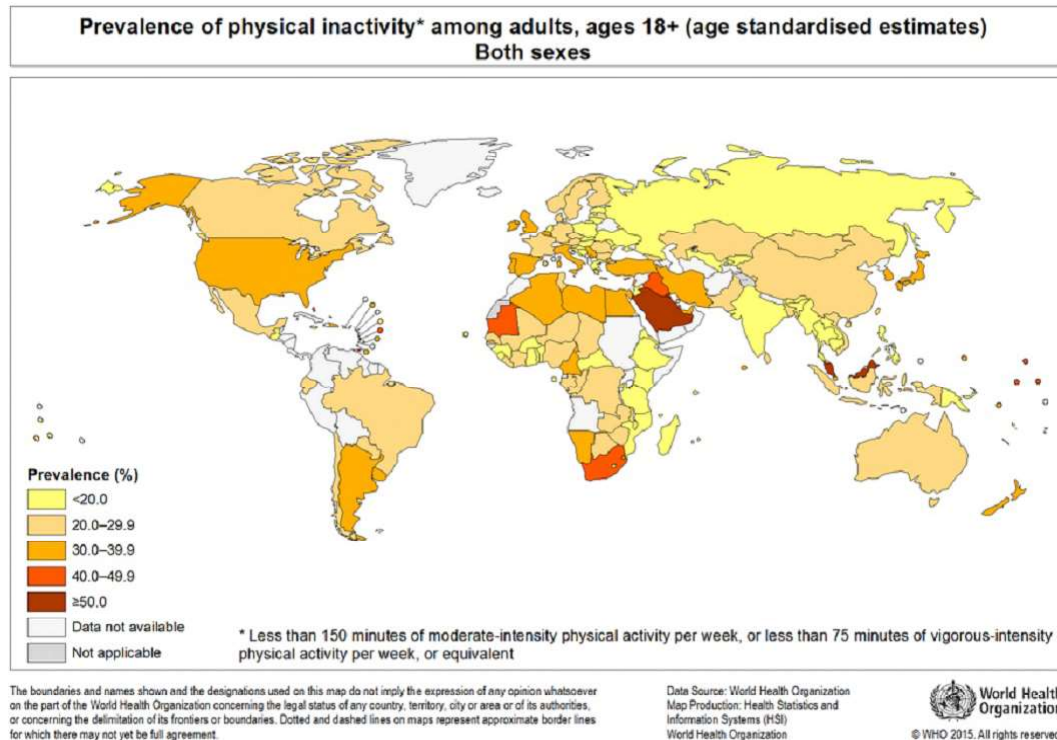 Prevalence of physical inactivity* among adults, ages 18+ (age standardised estimates)
Both sexes
Prevalence (%)
<20.0
20.0–29.9
30.0–39.9
40.0–49.9
≥50.0
Data not available
Not applicable
* Less than 150 minutes of moderate-intensity physical activity per week, or less than 75 minutes of vigorous-intensity
physical activity per week, or equivalent
The boundaries and names shown and the designations used on this map do not imply the expression of any opinion whatsoever
on the part of the World Health Organization concerning the legal status of any country, territory, city or area or of its authorities,
or concerning the delimitation of its frontiers or boundaries. Dotted and dashed lines on maps represent approximate border lines
for which there may not yet be full agreement.
Data Source: World Health Organization
Map Production: Health Statistics and
Information Systems (HSI)
World Health Organization
World Health
Organization
© WHO 2015. All rights reserved